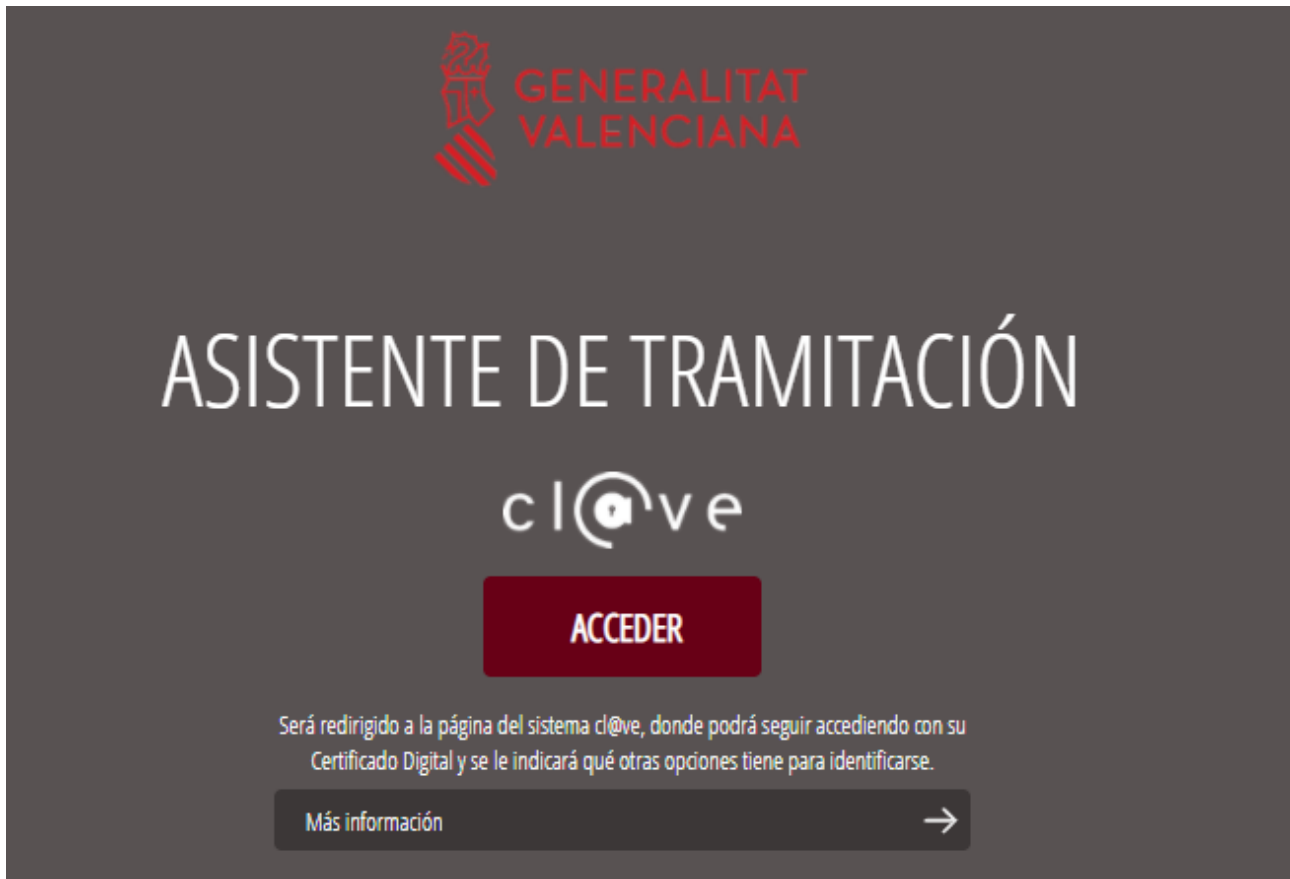 GENERALITAT
VALENCIANA
ASISTENTE DE TRAMITACIÓN
cl@ve
ACCEDER
Será redirigido a la página del sistema cl@ve, donde podrá seguir accediendo con su
Certificado Digital y se le indicará qué otras opciones tiene para identificarse.
Más información